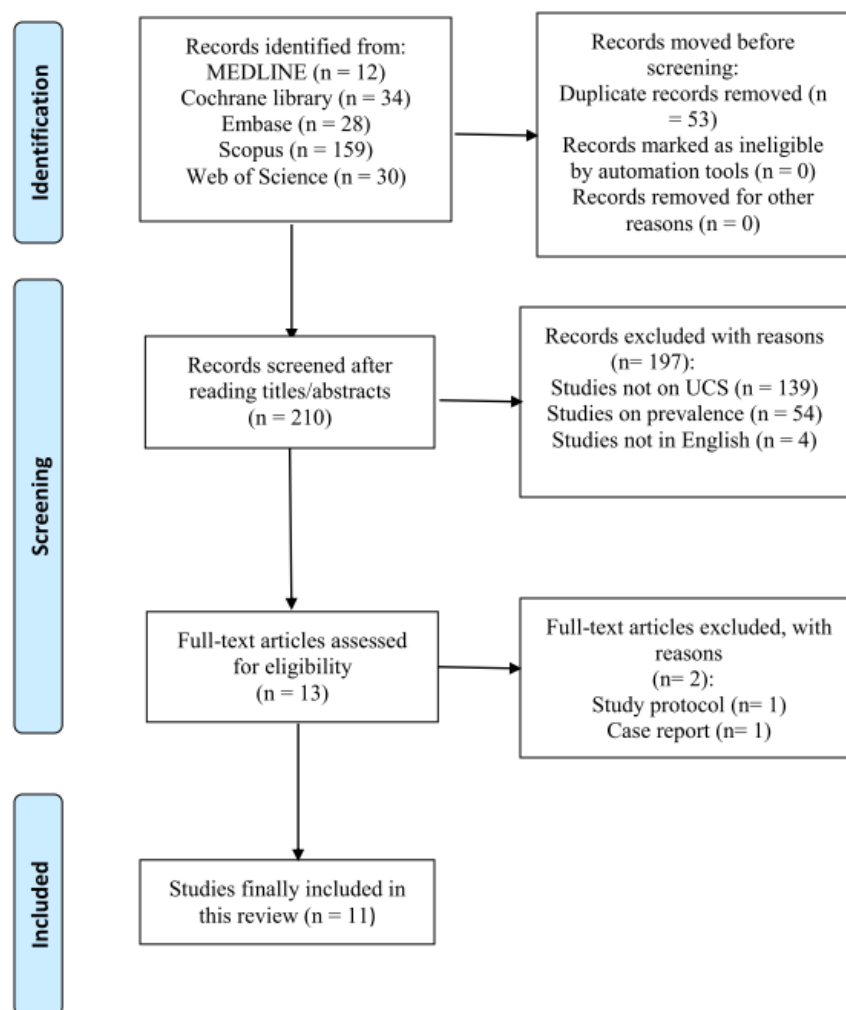 Identification
Records identified from:
MEDLINE (n = 12)
Cochrane library (n = 34)
Embase (n = 28)
Scopus (n = 159)
Web of Science (n = 30)
Records moved before
screening:
Duplicate records removed (n
= 53)
Records marked as ineligible
by automation tools (n = 0)
Records removed for other
reasons (n = 0)
Screening
Records screened after
reading titles/abstracts
(n = 210)
Records excluded with reasons
(n= 197):
Studies not on UCS (n = 139)
Studies on prevalence (n = 54)
Studies not in English (n = 4)
Full-text articles assessed
for eligibility
(n = 13)
Full-text articles excluded, with
reasons
(n= 2):
Study protocol (n= 1)
Case report (n= 1)
Included
Studies finally included in
this review (n = 11)